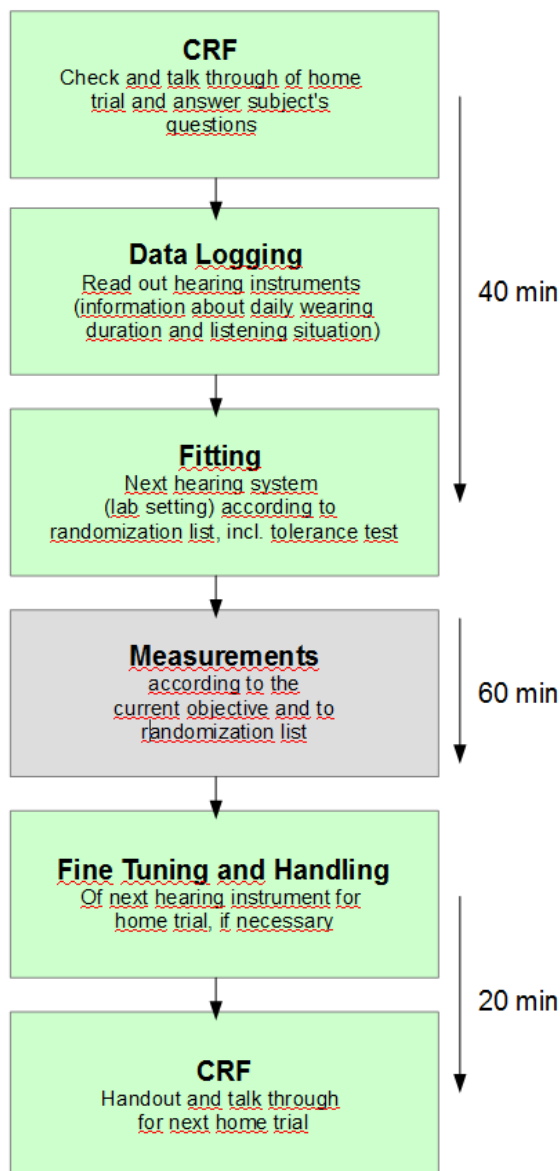 CRF
Check and talk through of home
trial and answer subject's
questions
Data Logging
Read out hearing instruments
(information about daily wearing
duration and listening situation)
40 min
Fitting
Next hearing system
(lab setting) according to
randomization list, incl. tolerance test
Measurements
according to the
current objective and to
randomization list
60 min
Fine Tuning and Handling
Of next hearing instrument for
home trial, if necessary
20 min
CRF
Handout and talk through
for next home trial